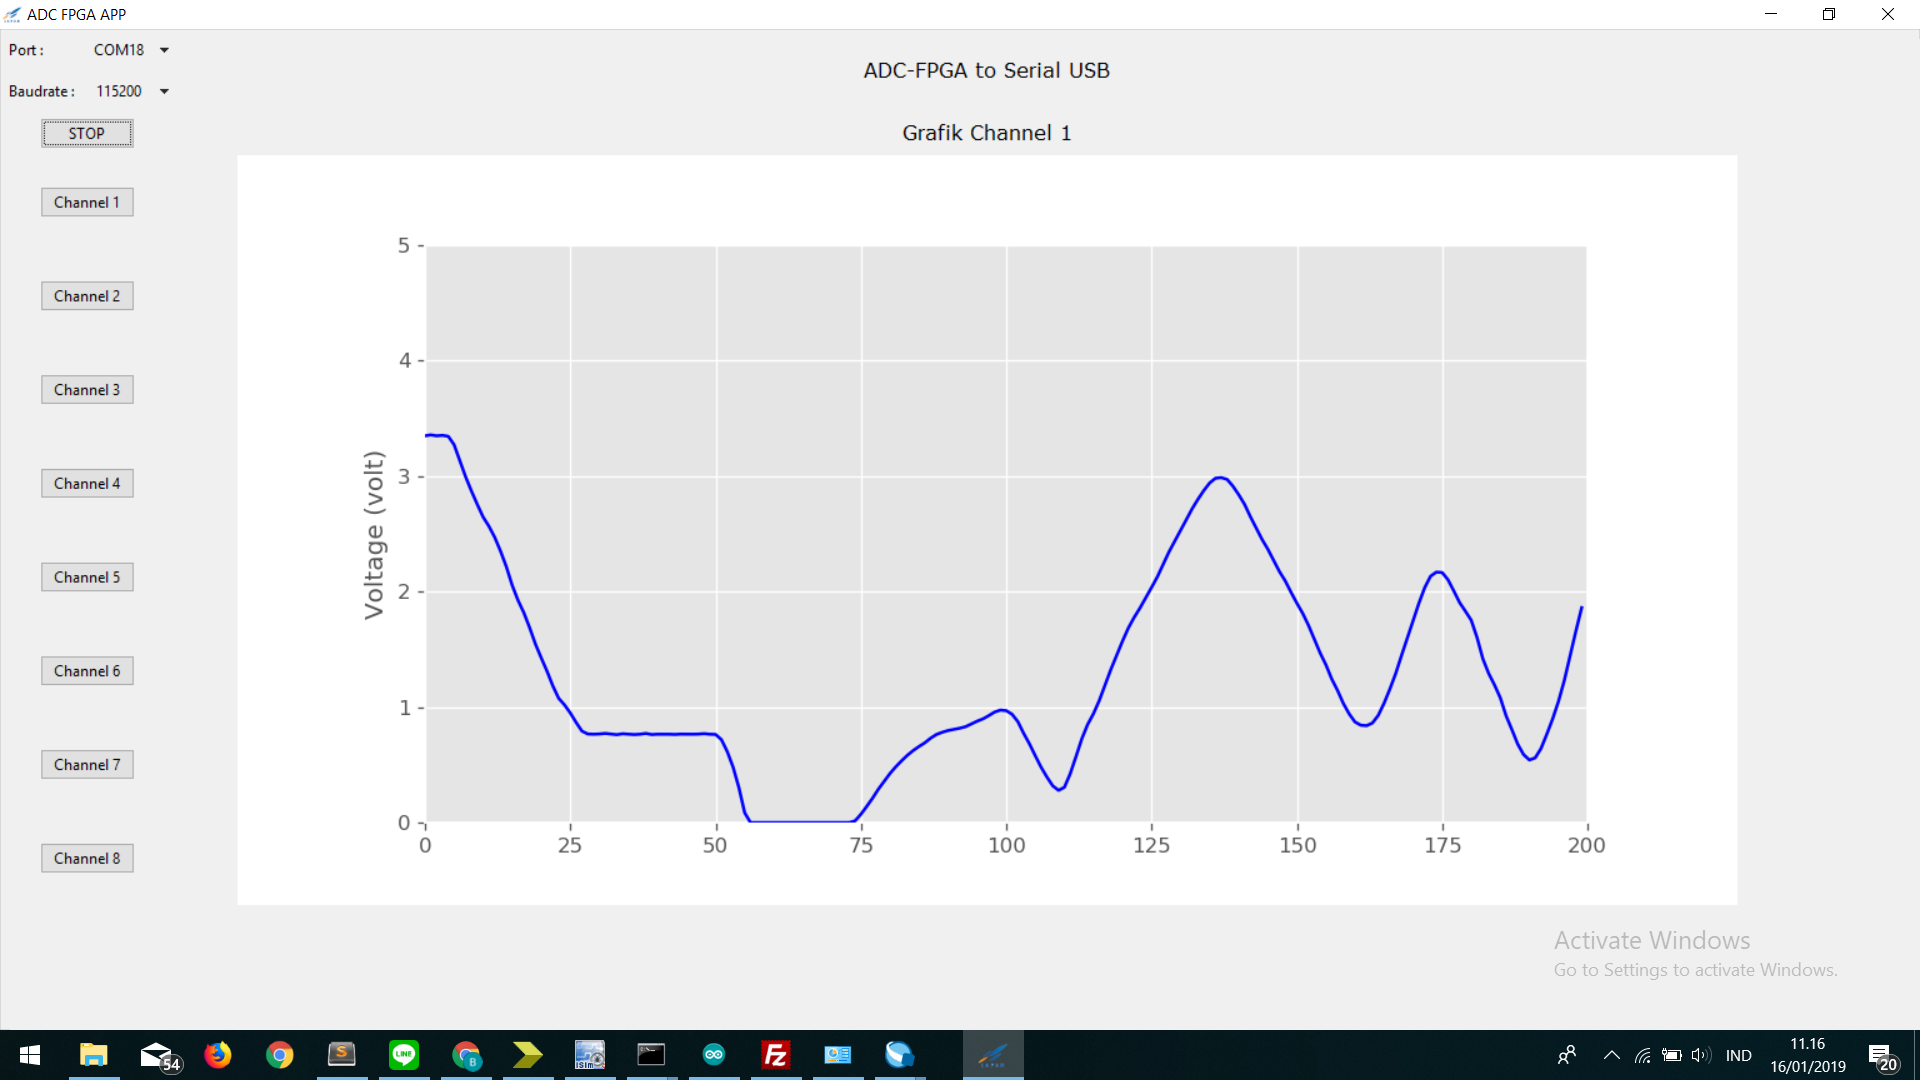 ADC FPGA APP
Port : COM18
Baudrate : 115200
STOP
Channel 1
Channel 2
Channel 3
Channel 4
Channel 5
Channel 6
Channel 7
Channel 8
ADC-FPGA to Serial USB
Grafik Channel 1
Voltage (volt)
5
4
3
2
1
0
0 25 50 75 100 125 150 175 200
Activate Windows
Go to Settings to activate Windows.
54
S
LINE
B
ISim
FZ
IND
11.16
16/01/2019
20